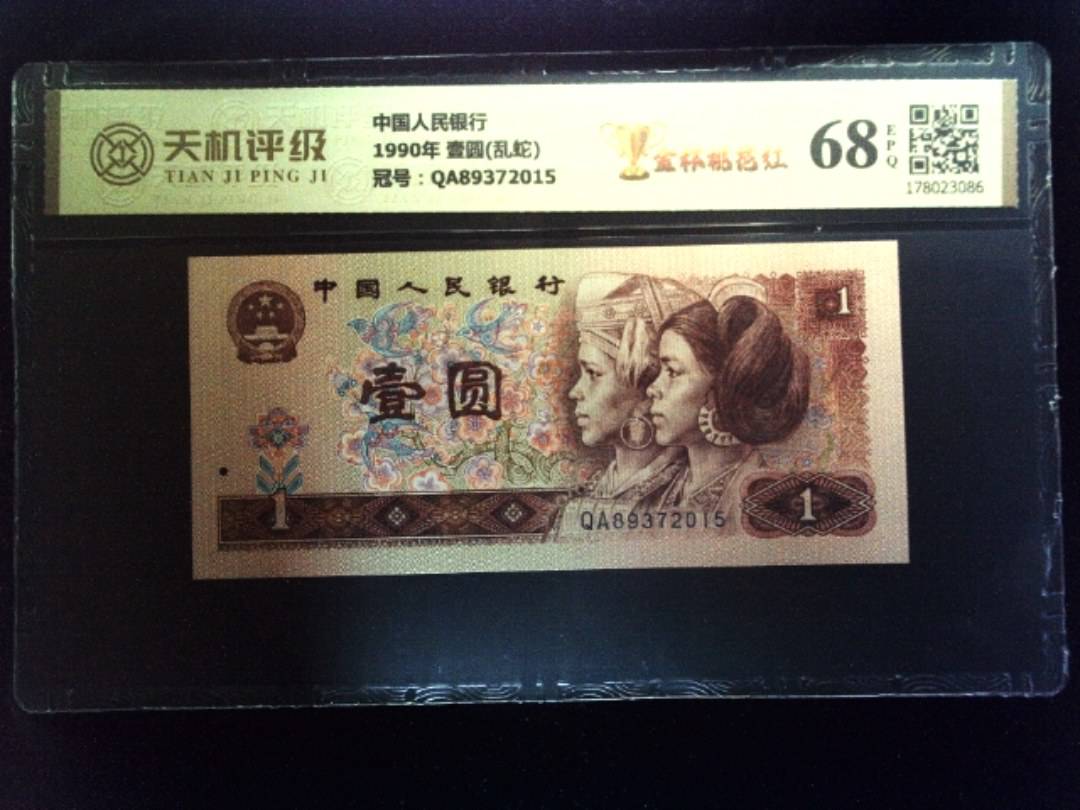 天机评级
TIAN JI PING JI
中国人民银行
1990年 壹圆(乱蛇)
冠号：QA89372015
金杯桃花红
68
EPQ
178023086
中国人民银行
1
壹圆
1
QA89372015
1